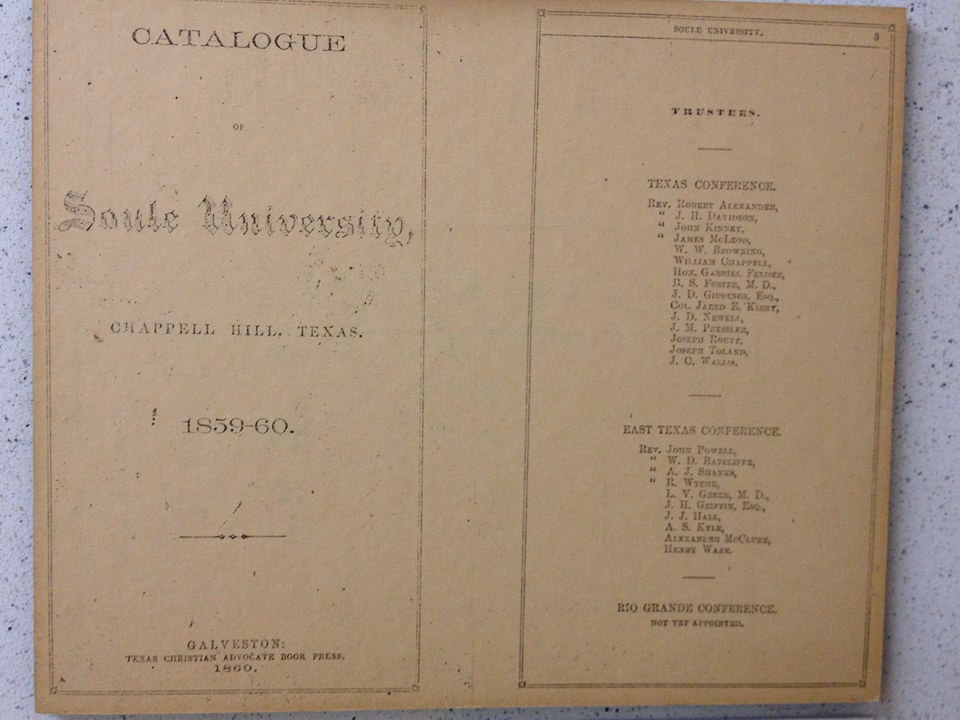 CATALOGUE
OF
Soule University,
CHAPPELL HILL, TEXAS.
1859-60.
GALVESTON:
TEXAS CHRISTIAN ADVOCATE BOOK PRESS.
1860.
SOULE UNIVERSITY. 3
TRUSTEES.
TEXAS CONFERENCE.
REV. ROBERT ALEXANDER,
" J. H. DAVIDSON,
" JOHN KINNEY,
" JAMES McLEOD,
W. W. BROWNING,
WILLIAM CHAPPELL,
HON. GABRIEL FELDER,
B. S. FOSTER, M. D.,
J. D. GIDDINGS, ESQ.,
COL. JARED E. KIRBY,
J. D. NEWELL,
J. M. PRESSLER,
JOSEPH ROUTT,
JOSEPH TOLAND,
J. C. WALLIS.
EAST TEXAS CONFERENCE.
REV. JOHN POWELL,
" W. D. RATCLIFFE,
" A. J. SHANKS,
" R. WYCHE,
L. V. GREER, M. D.,
J. H. GRIFFIN, ESQ.,
J. J. HALL,
A. S. KYLE,
ALEXANDER McCLURE,
HENRY WARE.
RIO GRANDE CONFERENCE.
NOT YET APPOINTED.